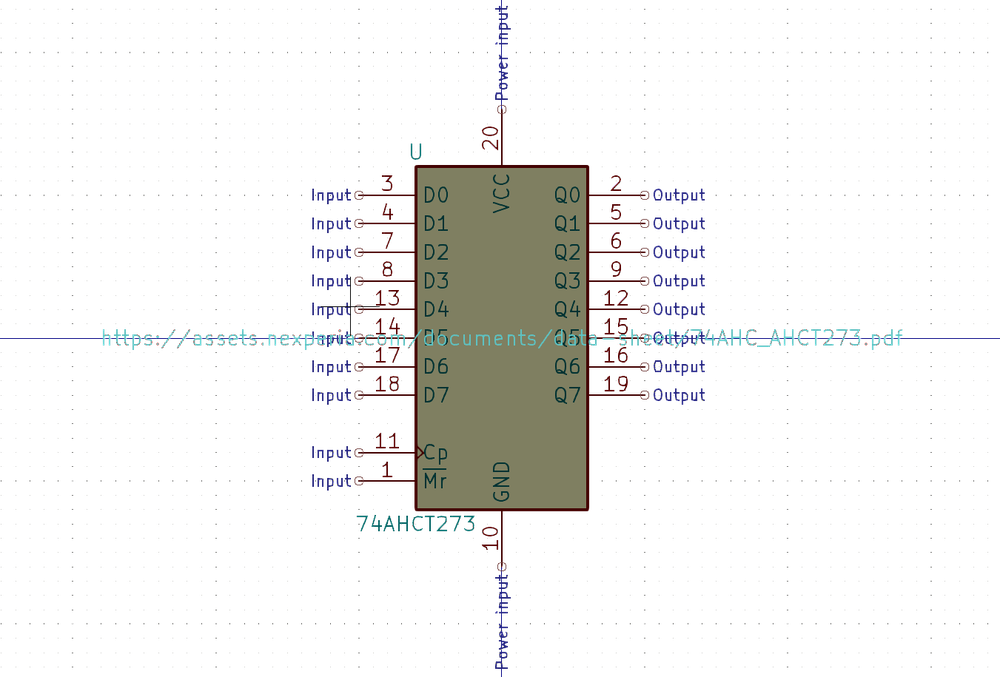 Power input
20
U
VCC
Input 3 D0 Q0 2 Output
Input 4 D1 Q1 5 Output
Input 7 D2 Q2 6 Output
Input 8 D3 Q3 9 Output
Input 13 D4 Q4 12 Output
Input 14 15 Output
https://assets.nexperia.com/documents/data-sheet/74AHC_AHCT273.pdf
Input 17 D6 Q6 16 Output
Input 18 D7 Q7 19 Output
Input 11 Cp
Input 1 Mr
GND
74AHCT273
10
Power input